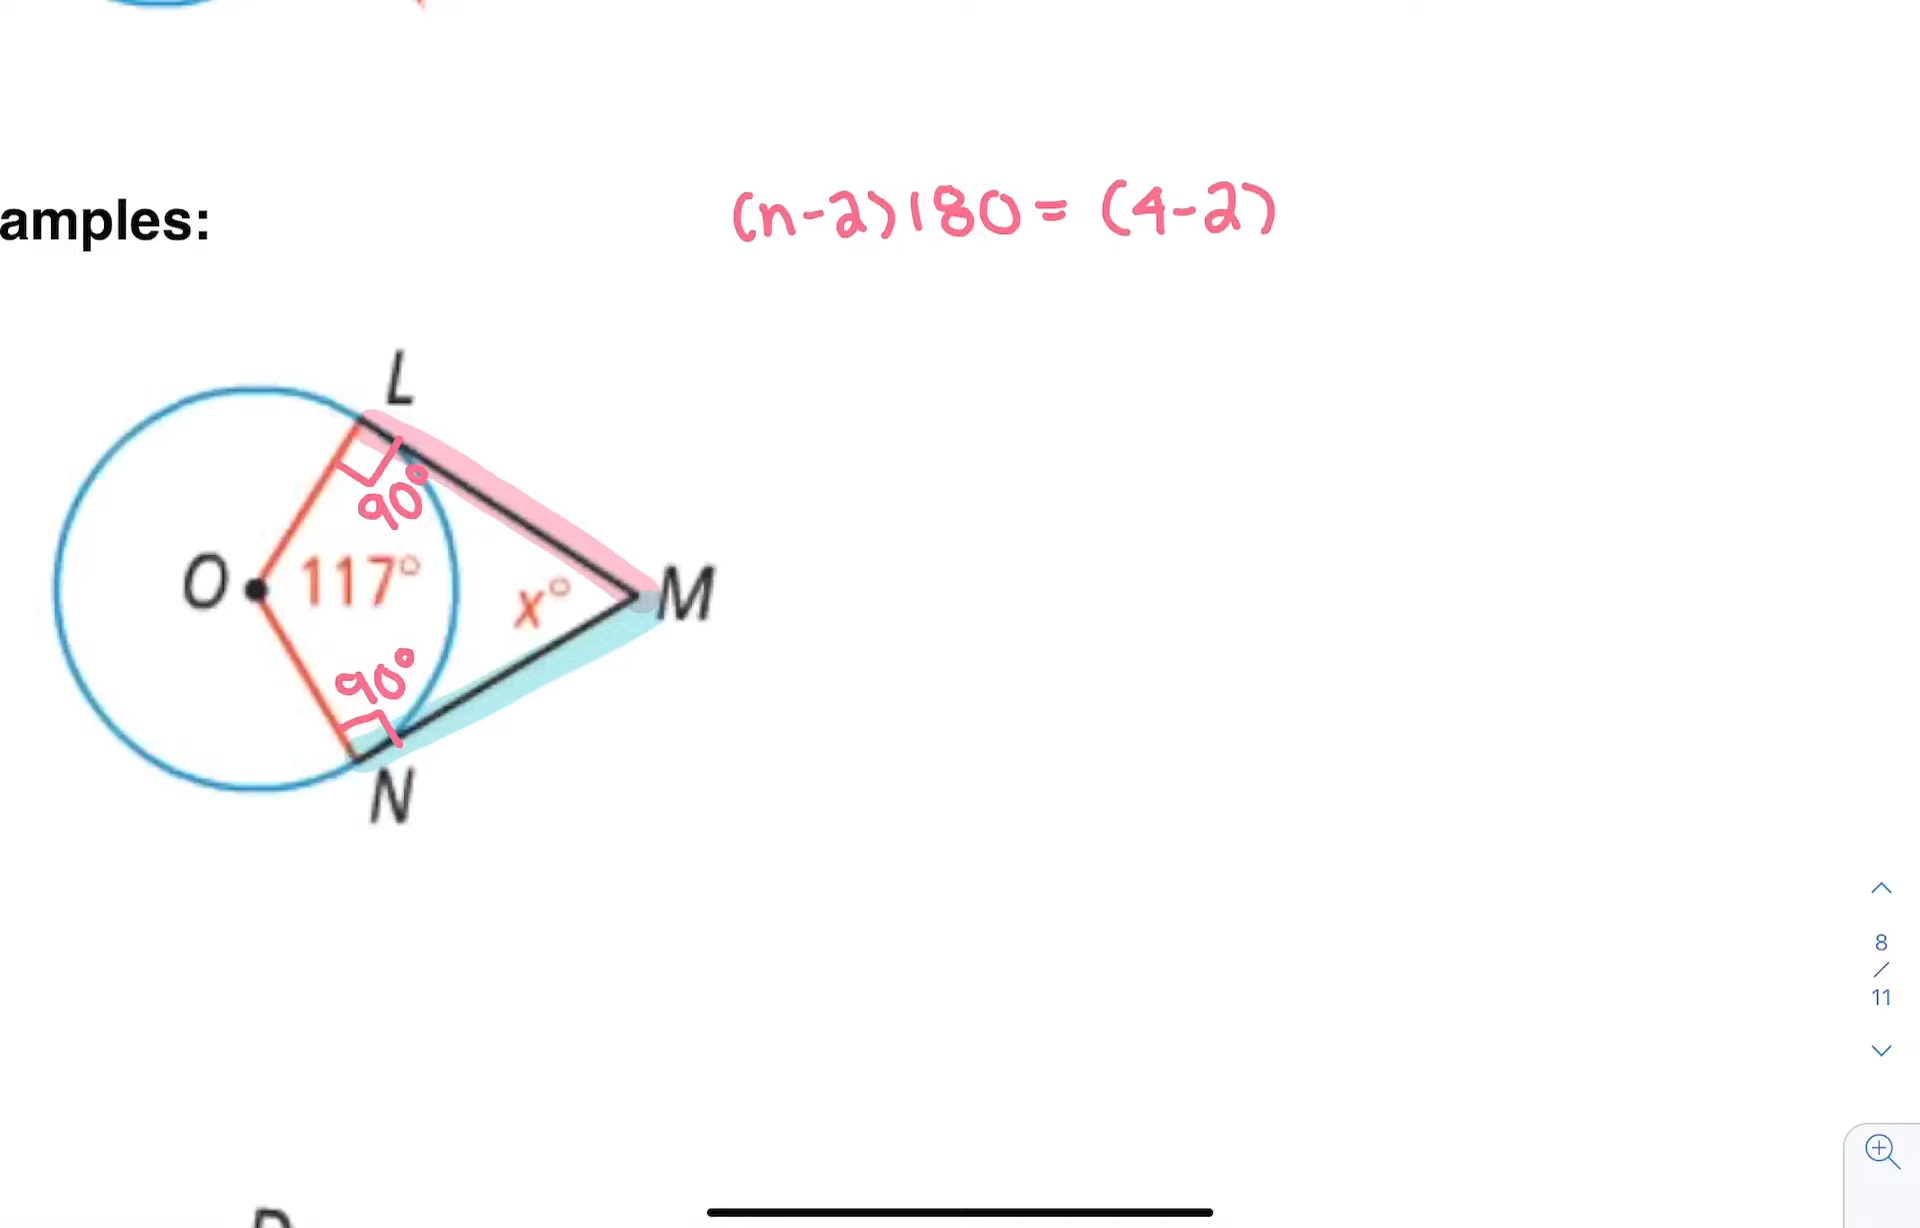 amples:
(n-2)180 = (4-2)
L
90°
O
117°
x°
M
90°
N
8
/
11